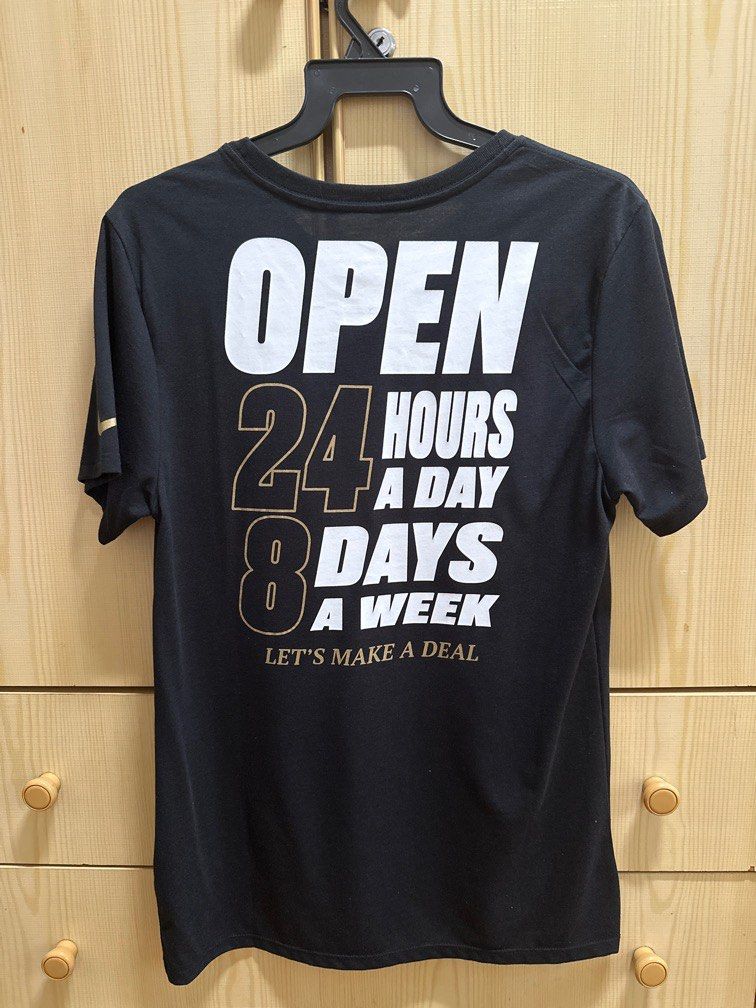 OPEN
24 HOURS
A DAY
8 DAYS
A WEEK
LET'S MAKE A DEAL